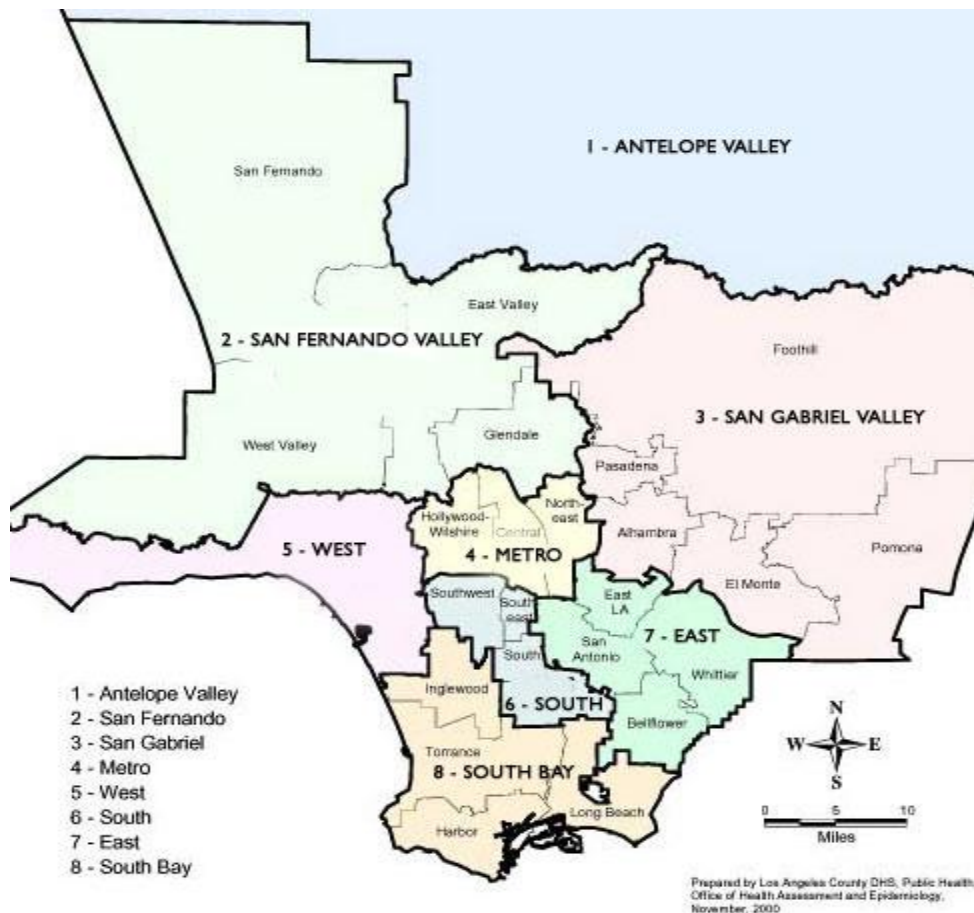 1 - ANTELOPE VALLEY
San Fernando
East Valley
2 - SAN FERNANDO VALLEY
Foothill
3 - SAN GABRIEL VALLEY
Glendale
West Valley
Pasadena
North-
east
Hollywood-
Wilshire
Central
Alhambra
5 - WEST
4 - METRO
Pomona
El Monte
Southwest
South
east
East
LA
7 - EAST
San
Antonio
South
Whittier
Inglewood
6 - SOUTH
Bellflower
Torrance
8 - SOUTH BAY
Long Beach
Harbor
1 - Antelope Valley
2 - San Fernando
3 - San Gabriel
4 - Metro
5 - West
6 - South
7 - East
8 - South Bay
N
W E
S
0 5 10
Miles
Prepared by Los Angeles County DHS, Public Health
Office of Health Assessment and Epidemiology,
November, 2000